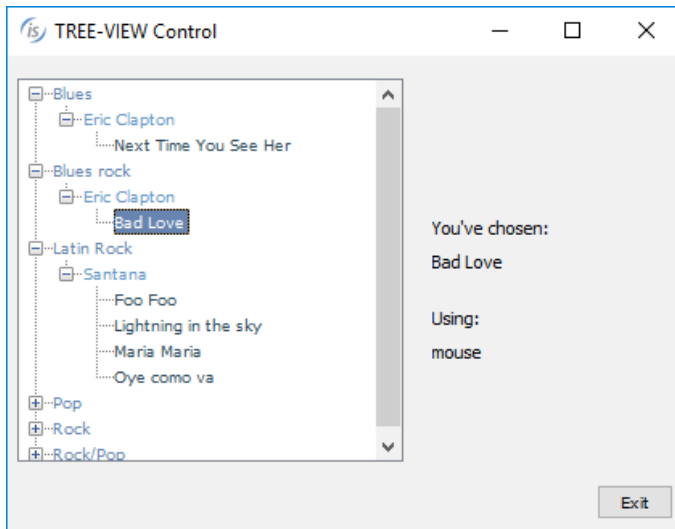 is TREE-VIEW Control
Blues
Eric Clapton
Next Time You See Her
Blues rock
Eric Clapton
Bad Love
Latin Rock
Santana
Foo Foo
Lightning in the sky
Maria Maria
Oye como va
Pop
Rock
Rock/Pop
You've chosen:
Bad Love
Using:
mouse
Exit